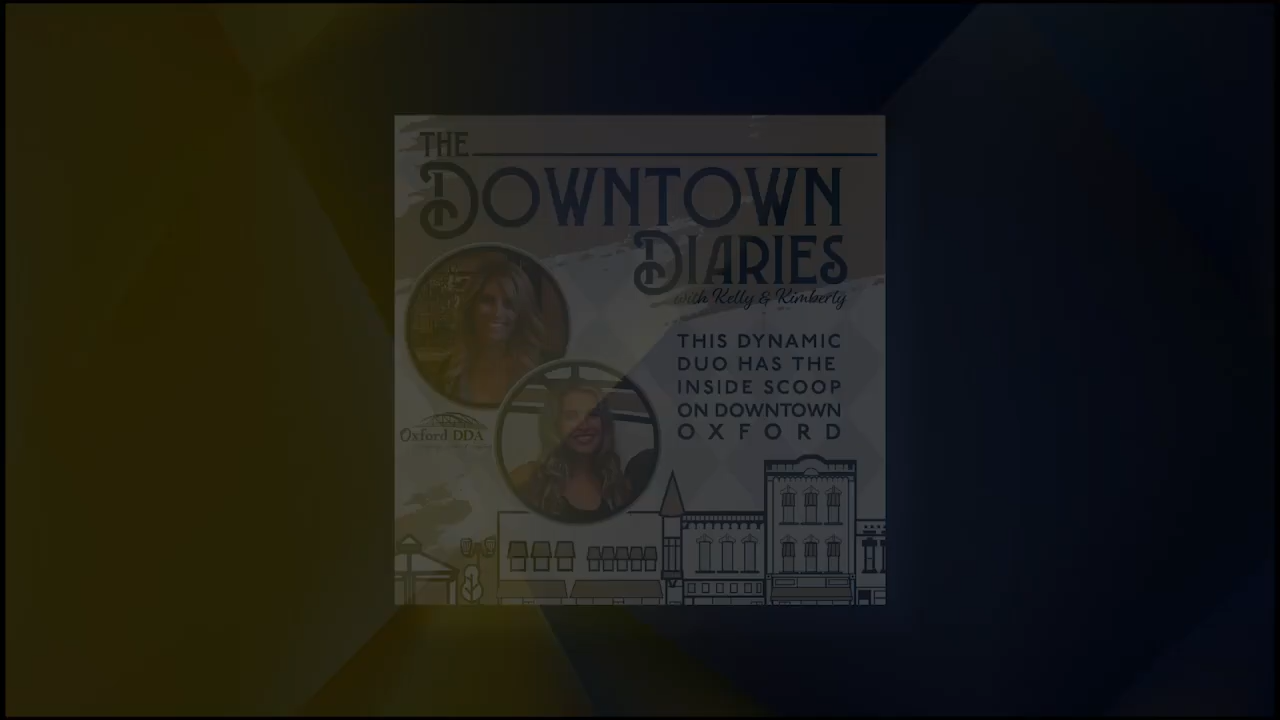 THE
DOWNTOWN
DIARIES
with Kelly & Kimberly
THIS DYNAMIC
DUO HAS THE
INSIDE SCOOP
ON DOWNTOWN
OXFORD
Oxford DDA